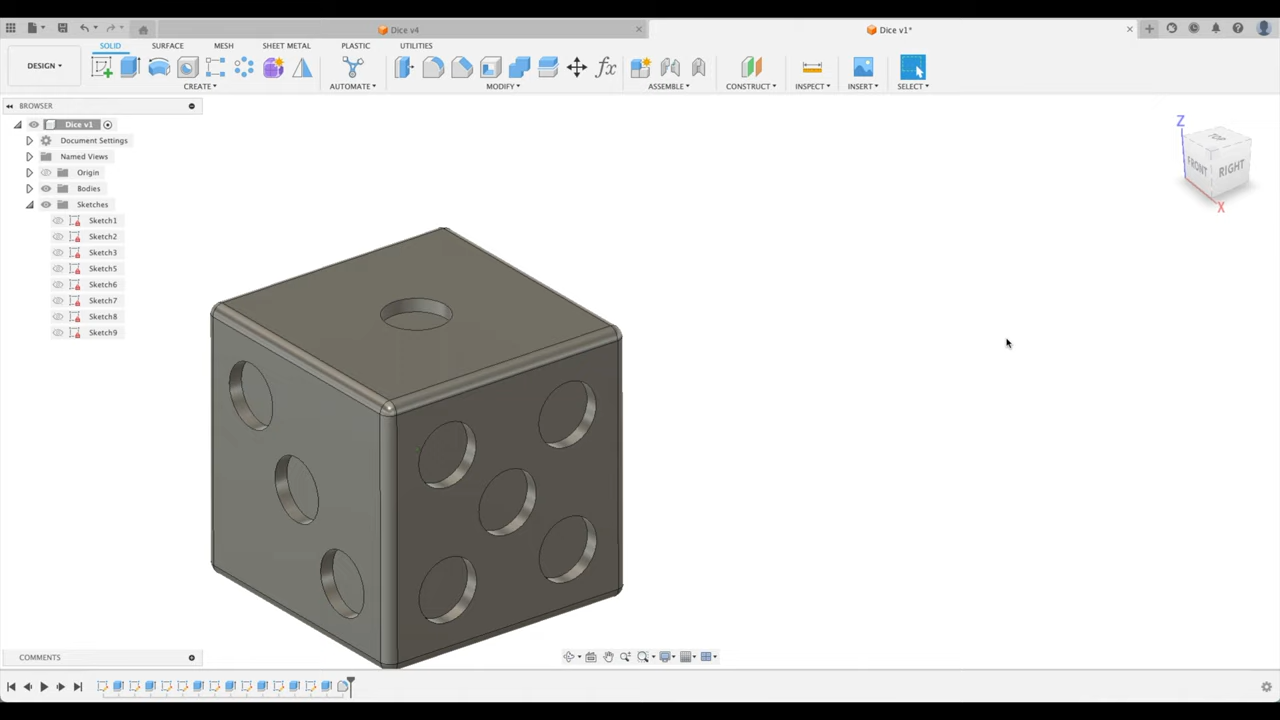 Dice v4
Dice v1*
DESIGN
SOLID
SURFACE
MESH
SHEET METAL
PLASTIC
UTILITIES
CREATE
AUTOMATE
fx
MODIFY
ASSEMBLE
CONSTRUCT
INSPECT
INSERT
SELECT
BROWSER
Dice v1
Document Settings
Named Views
Origin
Bodies
Sketches
Sketch1
Sketch2
Sketch3
Sketch5
Sketch6
Sketch7
Sketch8
Sketch9
Z
TOP
FRONT
RIGHT
X
COMMENTS